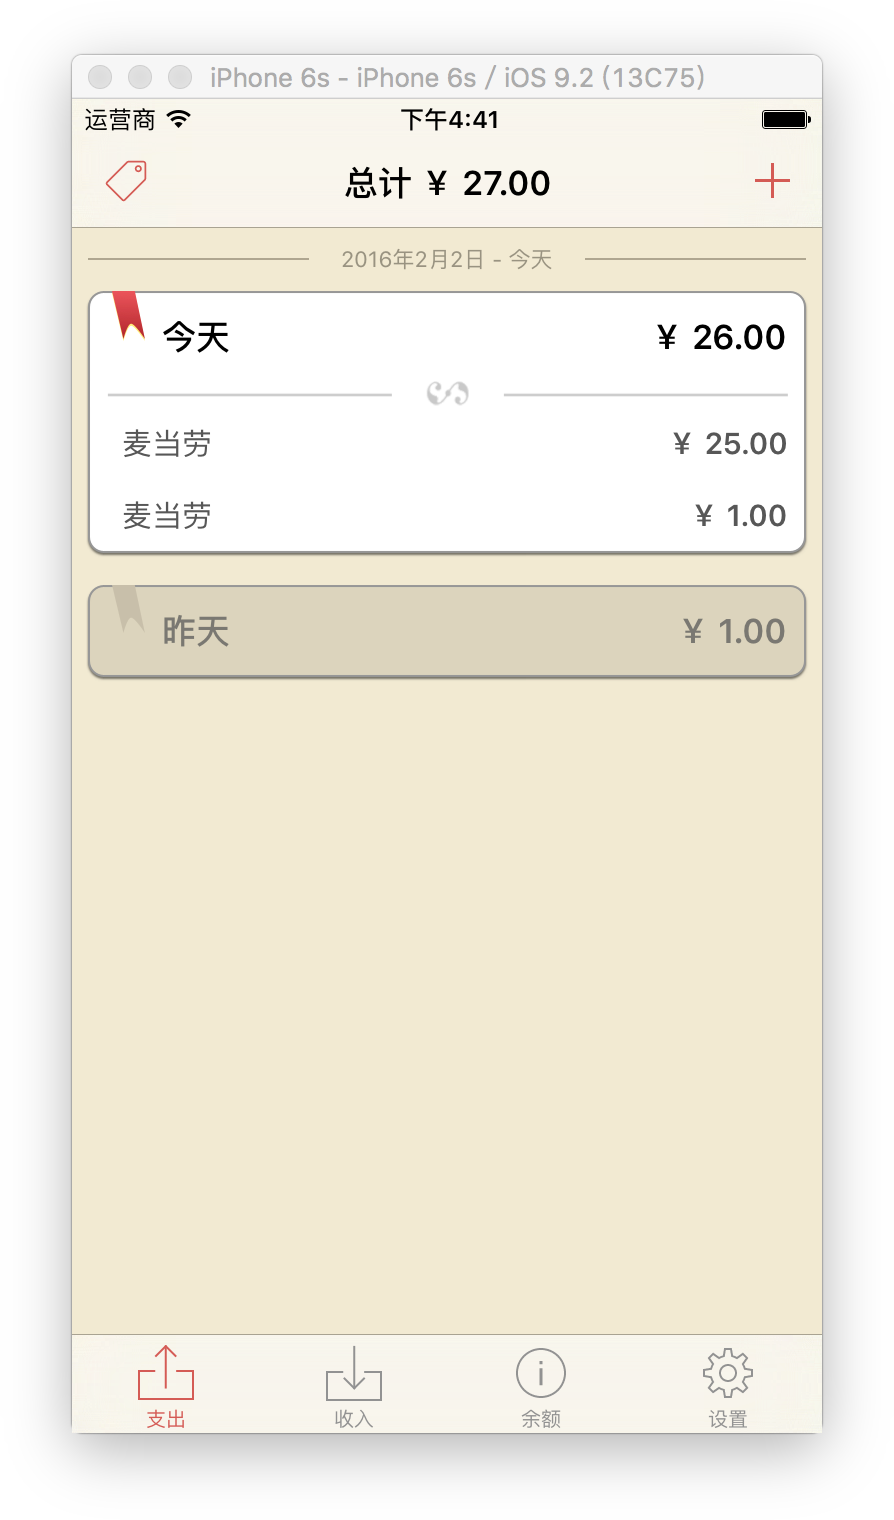 iPhone 6s - iPhone 6s / iOS 9.2 (13C75)
运营商 下午4:41
总计 ¥ 27.00
2016年2月2日 - 今天
今天 ¥ 26.00
麦当劳 ¥ 25.00
麦当劳 ¥ 1.00
昨天 ¥ 1.00
支出 收入 余额 设置